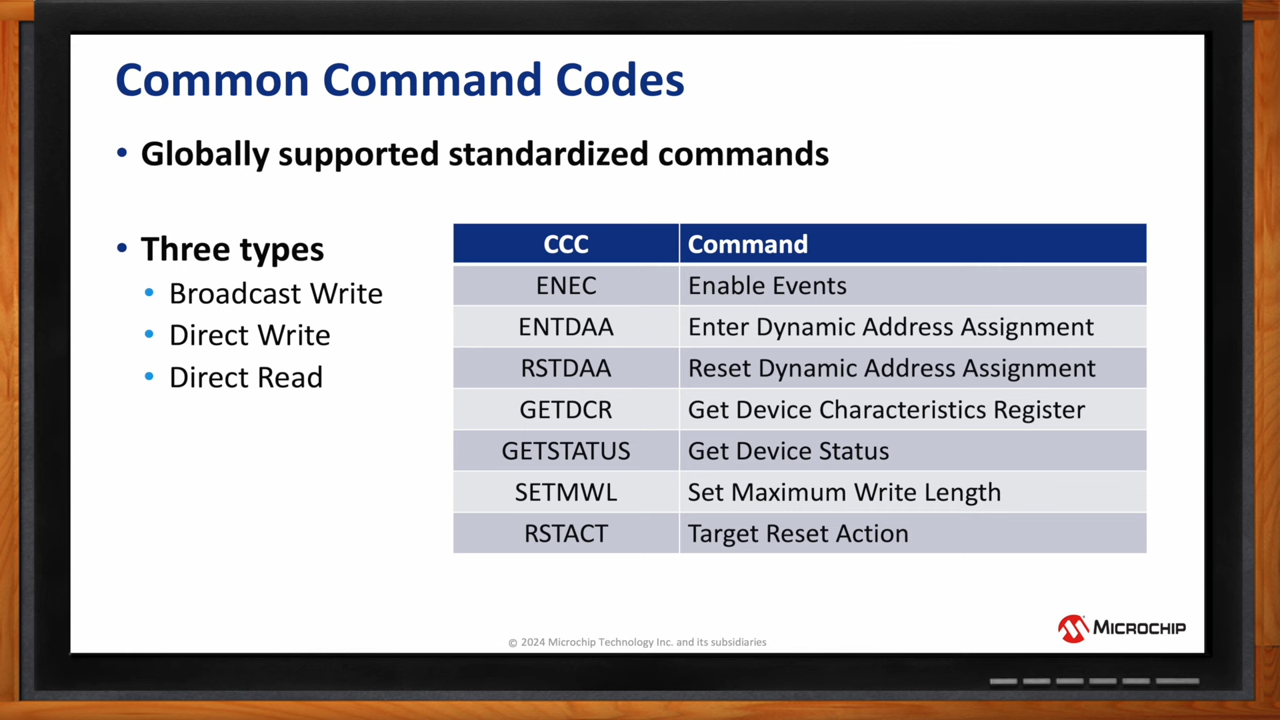 Common Command Codes
• Globally supported standardized commands
• Three types
• Broadcast Write
• Direct Write
• Direct Read
CCC Command
ENEC Enable Events
ENTDAA Enter Dynamic Address Assignment
RSTDAA Reset Dynamic Address Assignment
GETDCR Get Device Characteristics Register
GETSTATUS Get Device Status
SETMWL Set Maximum Write Length
RSTACT Target Reset Action
MICROCHIP
© 2024 Microchip Technology Inc. and its subsidiaries